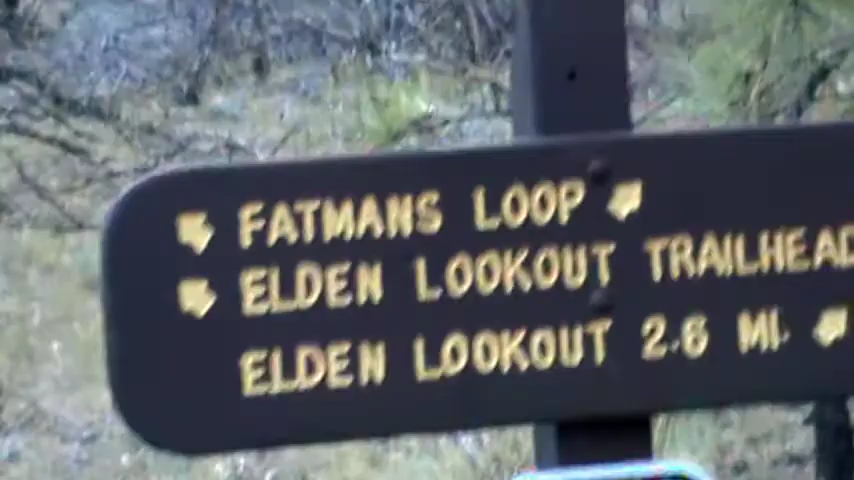 FATMANS LOOP
ELDEN LOOKOUT TRAILHEAD
ELDEN LOOKOUT 2.6 MI.